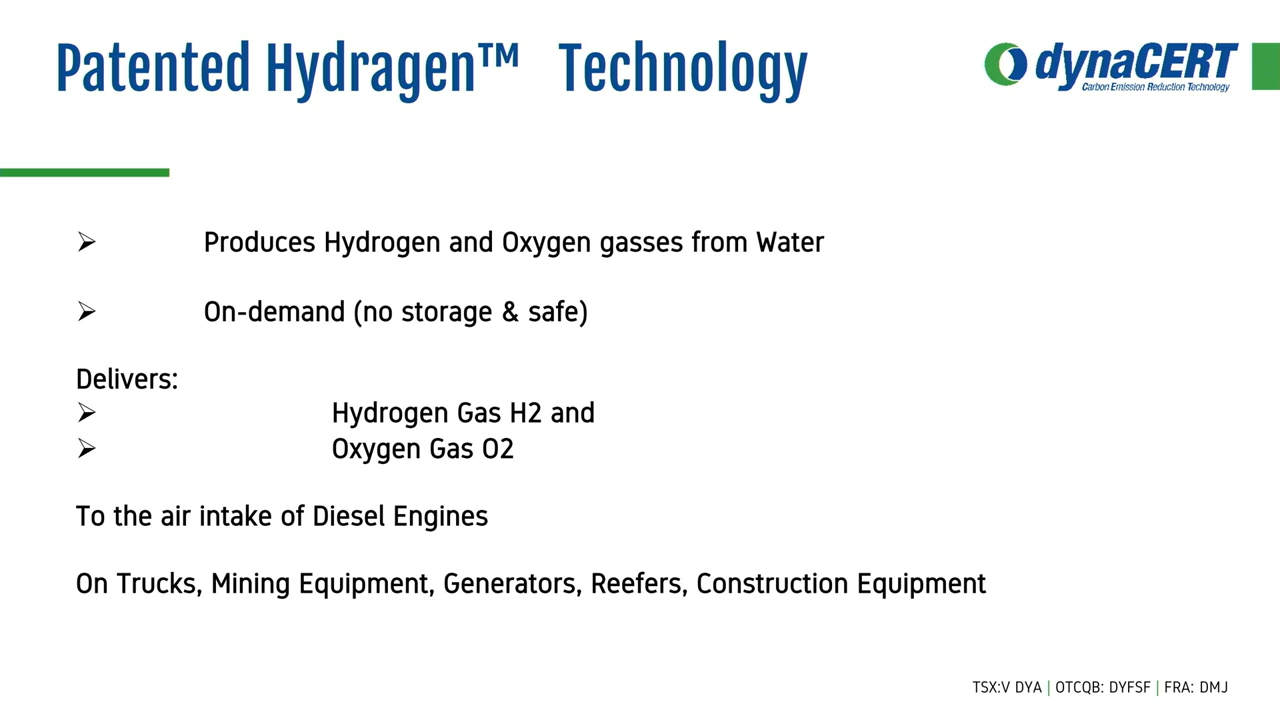 Patented Hydragen™ Technology
dynaCERT
Carbon Emission Reduction Technology
➢ Produces Hydrogen and Oxygen gasses from Water
➢ On-demand (no storage & safe)
Delivers:
➢ Hydrogen Gas H2 and
➢ Oxygen Gas O2
To the air intake of Diesel Engines
On Trucks, Mining Equipment, Generators, Reefers, Construction Equipment
TSX:V DYA | OTCQB: DYFSF | FRA: DMJ